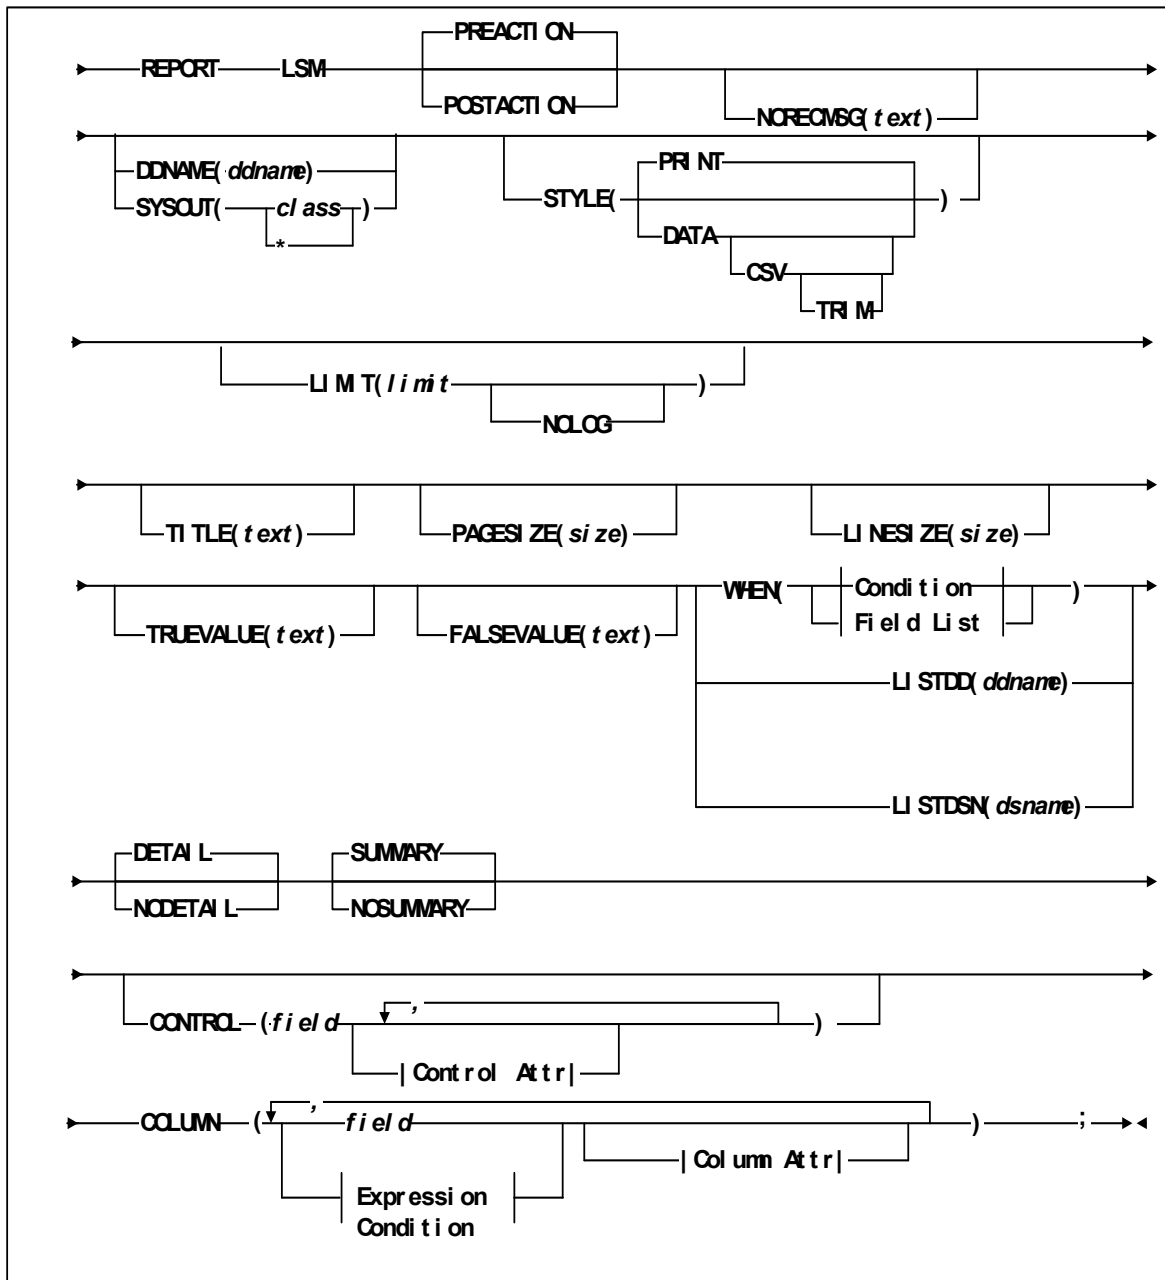 PREACTION
REPORT LSM
POSTACTION
NORECMSG(text)
DDNAME(ddname)
SYSOUT( class )
*
PRINT
STYLE( )
DATA
CSV
TRIM
LIMIT(limit )
NOLOG
TITLE(text) PAGESIZE(size) LINESIZE(size)
WHEN( Condition )
Field List
TRUEVALUE(text) FALSEVALUE(text)
LISTDD(ddname)
LISTDSN(dsname)
DETAIL SUMMARY
NODETAIL NOSUMMARY
,
CONTROL (field )
|Control Attr|
,
COLUMN ( field ) ;
|Column Attr|
Expression
Condition